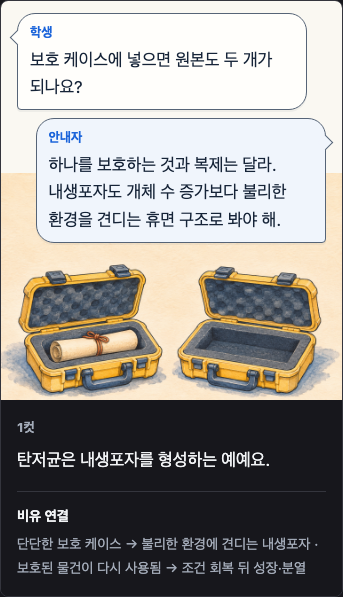 학생
보호 케이스에 넣으면 원본도 두 개가
되나요?
안내자
하나를 보호하는 것과 복제는 달라.
내생포자도 개체 수 증가보다 불리한
환경을 견디는 휴면 구조로 봐야 해.
1컷
탄저균은 내생포자를 형성하는 예예요.
비유 연결
단단한 보호 케이스 → 불리한 환경에 견디는 내생포자 ·
보호된 물건이 다시 사용됨 → 조건 회복 뒤 성장·분열